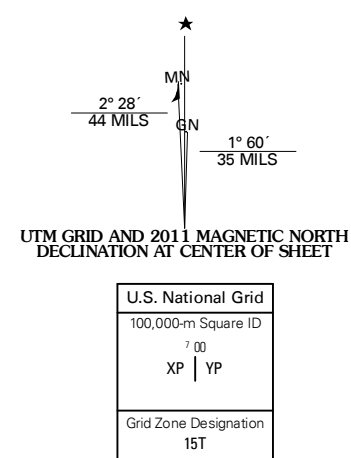 ★
MN
2° 28´
44 MILS
GN
1° 60´
35 MILS
UTM GRID AND 2011 MAGNETIC NORTH
DECLINATION AT CENTER OF SHEET
U.S. National Grid
100,000-m Square ID
7 00
XP | YP
Grid Zone Designation
15T